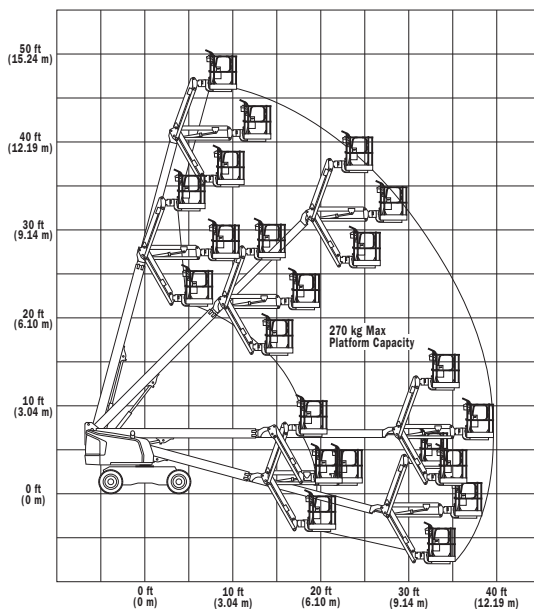 50 ft
(15.24 m)
40 ft
(12.19 m)
30 ft
(9.14 m)
20 ft
(6.10 m)
270 kg Max
Platform Capacity
10 ft
(3.04 m)
0 ft
(0 m)
0 ft
(0 m)
10 ft
(3.04 m)
20 ft
(6.10 m)
30 ft
(9.14 m)
40 ft
(12.19 m)